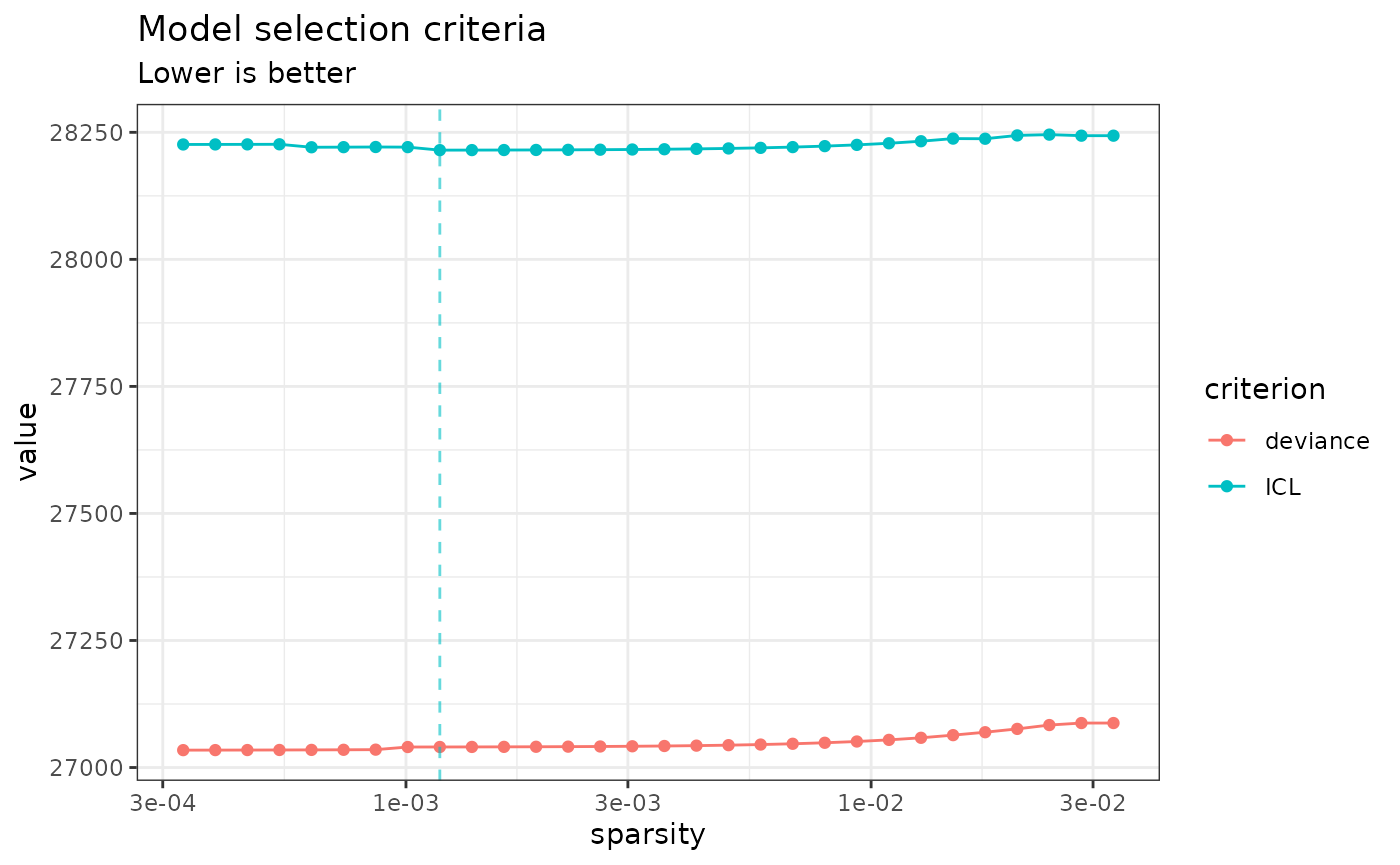 Model selection criteria
Lower is better
28250
28000
27750
27500
27250
27000
value
3e-04
1e-03
3e-03
1e-02
3e-02
sparsity
criterion
deviance
ICL